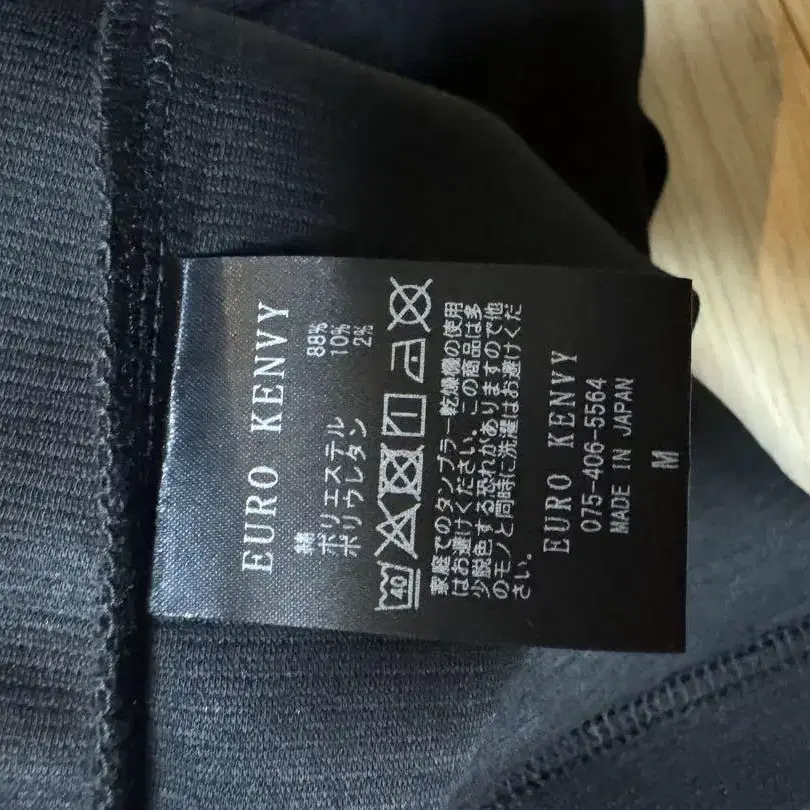 EURO KENVY
綿 88%
ポリエステル 10%
ポリウレタン 2%
40
家庭でのタンブラー乾燥機の使用
はお避けください。この商品は多
少脱色する恐れがありますので他
のモノと同時に洗濯はお避けくだ
さい。
EURO KENVY
075-406-5564
MADE IN JAPAN
M